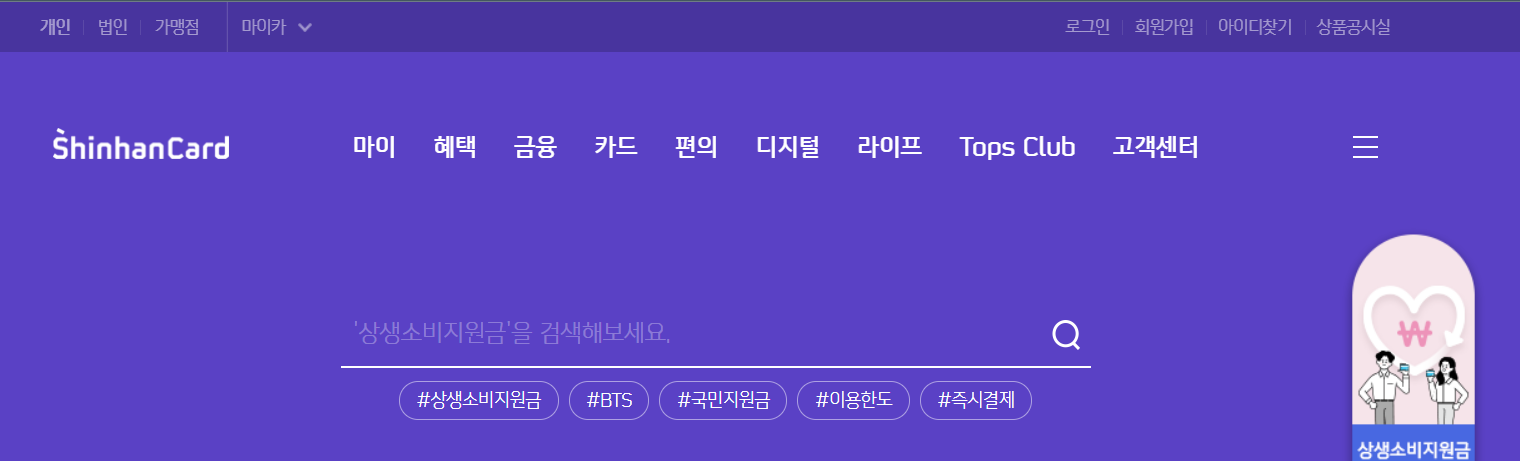 개인 법인 가맹점 마이카 로그인 회원가입 아이디찾기 상품공시실
ShinhanCard 마이 혜택 금융 카드 편의 디지털 라이프 Tops Club 고객센터
'상생소비지원금'을 검색해보세요.
#상생소비지원금 #BTS #국민지원금 #이용한도 #즉시결제
₩
상생소비지원금